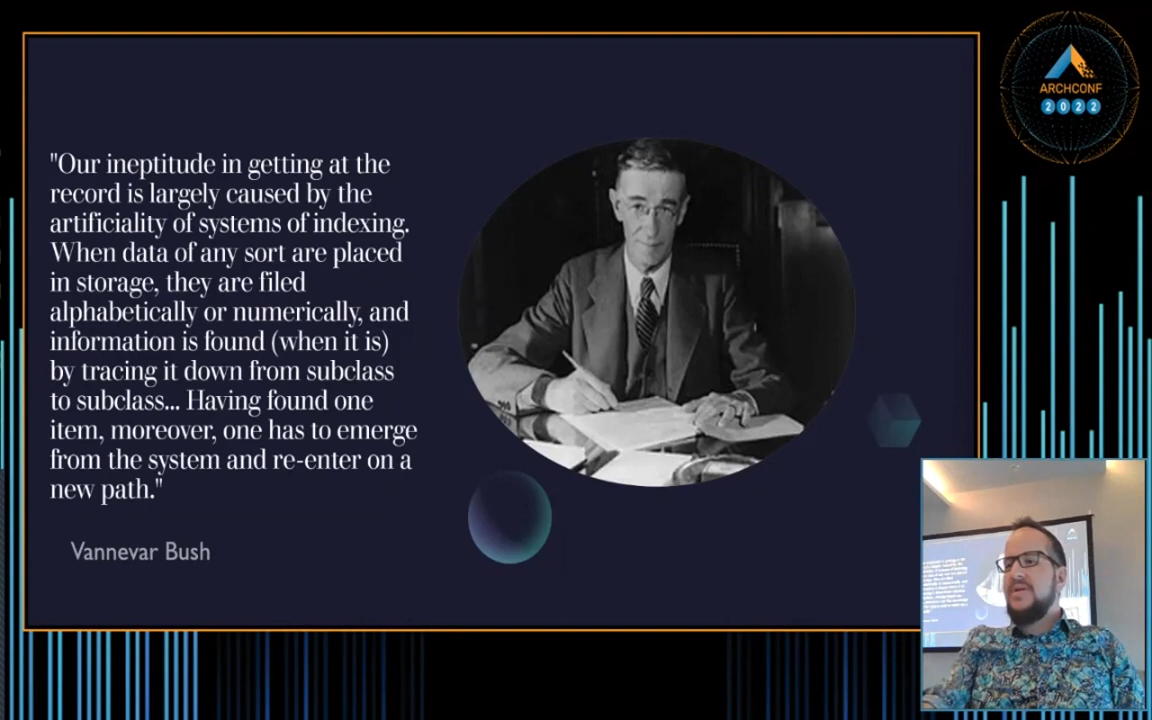 "Our ineptitude in getting at the
record is largely caused by the
artificiality of systems of indexing.
When data of any sort are placed
in storage, they are filed
alphabetically or numerically, and
information is found (when it is)
by tracing it down from subclass
to subclass... Having found one
item, moreover, one has to emerge
from the system and re-enter on a
new path."
Vannevar Bush
ARCHCONF
2022